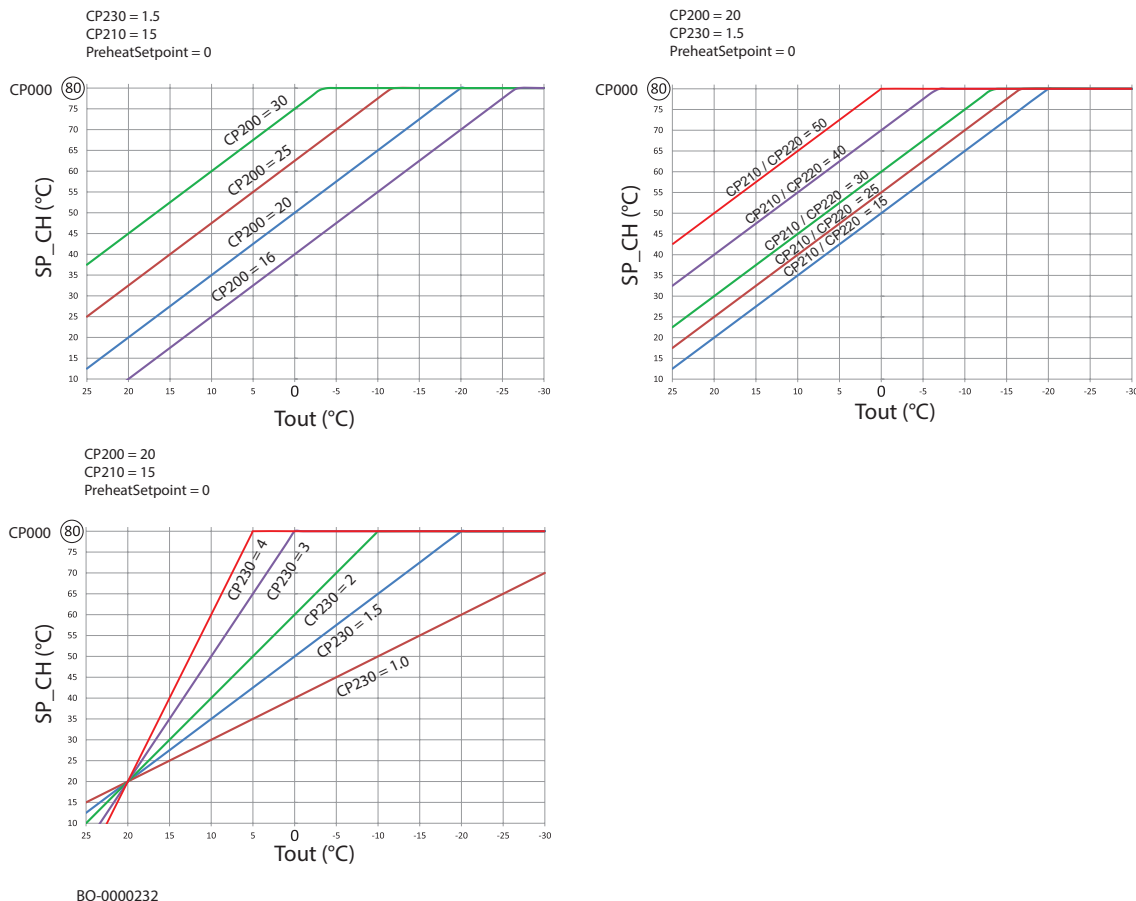 CP230 = 1.5
CP210 = 15
PreheatSetpoint = 0
CP000 80
75
70
65
60
55
50
45
40
35
30
25
20
15
10
SP_CH (°C)
CP200 = 30
CP200 = 25
CP200 = 20
CP200 = 16
25 20 15 10 5 0 -5 -10 -15 -20 -25 -30
Tout (°C)
CP200 = 20
CP230 = 1.5
PreheatSetpoint = 0
CP000 80
75
70
65
60
55
50
45
40
35
30
25
20
15
10
SP_CH (°C)
CP210 / CP220 = 50
CP210 / CP220 = 40
CP210 / CP220 = 30
CP210 / CP220 = 25
CP210 / CP220 = 15
25 20 15 10 5 0 -5 -10 -15 -20 -25 -30
Tout (°C)
CP200 = 20
CP210 = 15
PreheatSetpoint = 0
CP000 80
75
70
65
60
55
50
45
40
35
30
20
20
15
10
SP_CH (°C)
CP230 = 4
CP230 = 3
CP230 = 2
CP230 = 1.5
CP230 = 1.0
25 20 15 10 5 0 -5 -10 -15 -20 -25 -30
Tout (°C)
BO-0000232